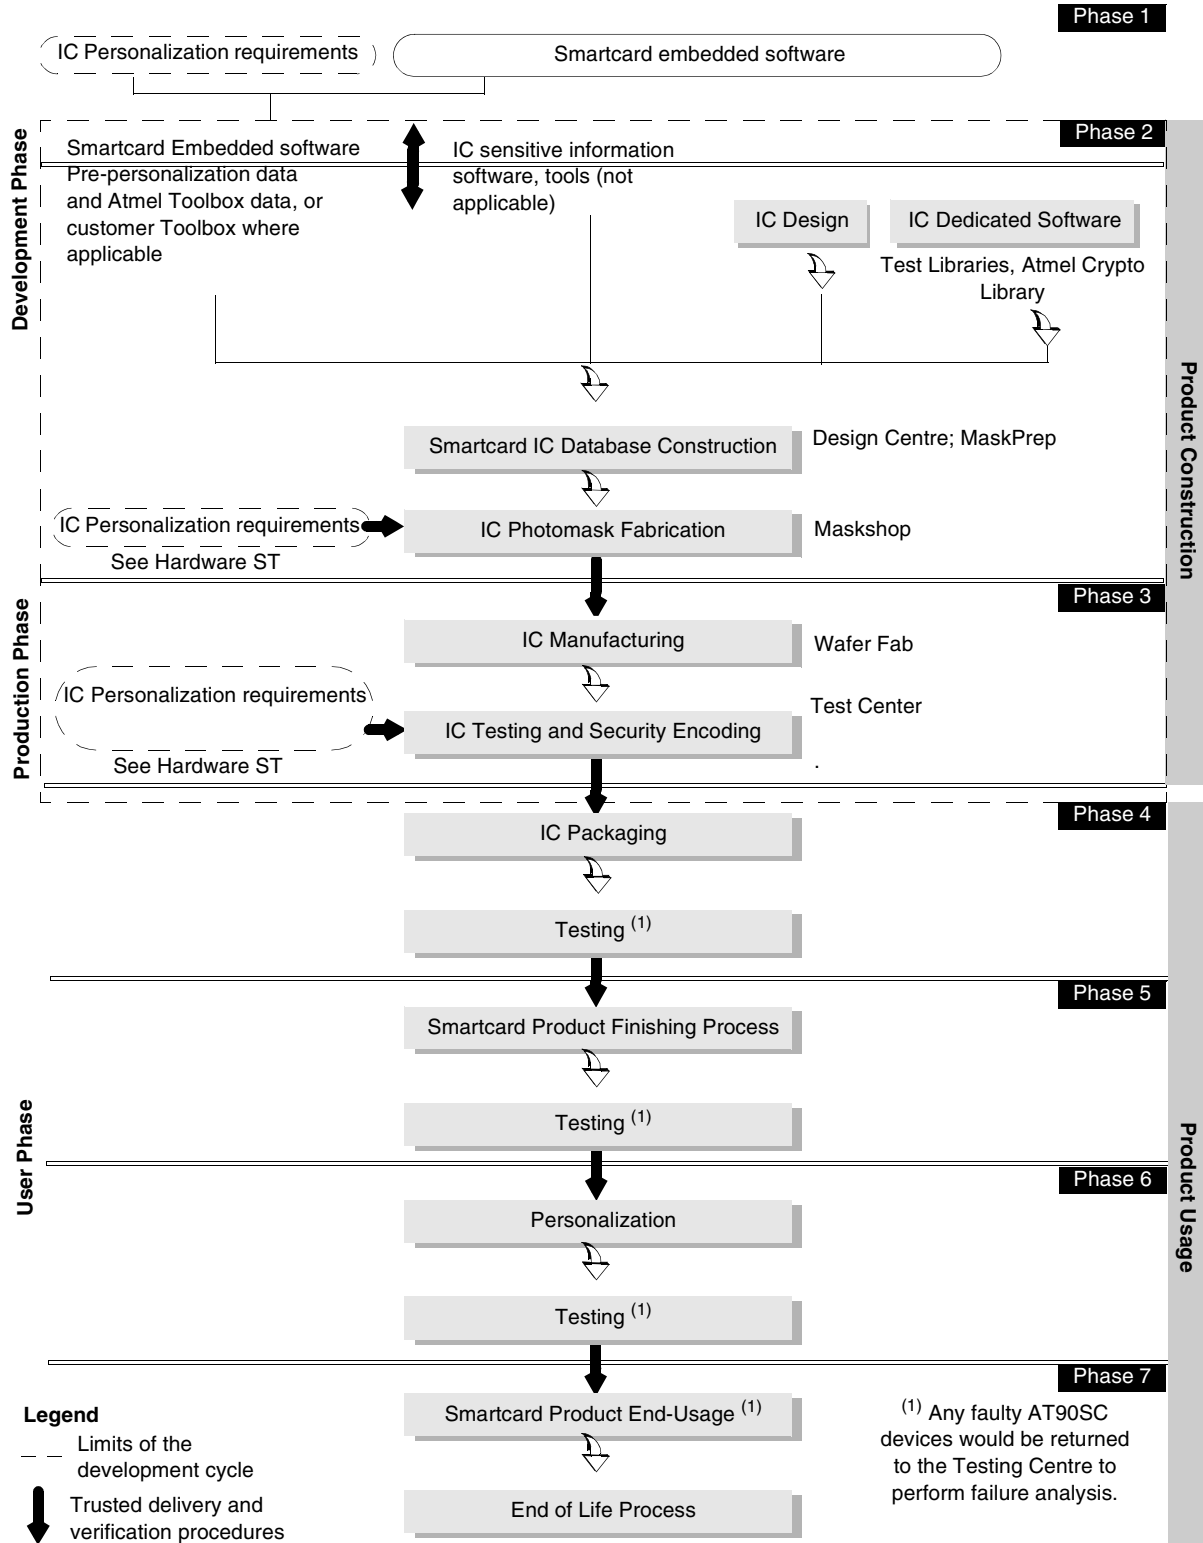 Phase 1
IC Personalization requirements
Smartcard embedded software
Development Phase
Phase 2
Smartcard Embedded software
Pre-personalization data
and Atmel Toolbox data, or
customer Toolbox where
applicable
IC sensitive information
software, tools (not
applicable)
IC Design
IC Dedicated Software
Test Libraries, Atmel Crypto
Library
Product Construction
Smartcard IC Database Construction
Design Centre; MaskPrep
IC Personalization requirements
See Hardware ST
IC Photomask Fabrication
Maskshop
Production Phase
Phase 3
IC Manufacturing
Wafer Fab
IC Personalization requirements
See Hardware ST
IC Testing and Security Encoding
Test Center
.
Phase 4
IC Packaging
Testing (1)
Phase 5
Smartcard Product Finishing Process
Testing (1)
User Phase
Product Usage
Phase 6
Personalization
Testing (1)
Phase 7
Smartcard Product End-Usage (1)
End of Life Process
(1) Any faulty AT90SC
devices would be returned
to the Testing Centre to
perform failure analysis.
Legend
Limits of the
development cycle
Trusted delivery and
verification procedures